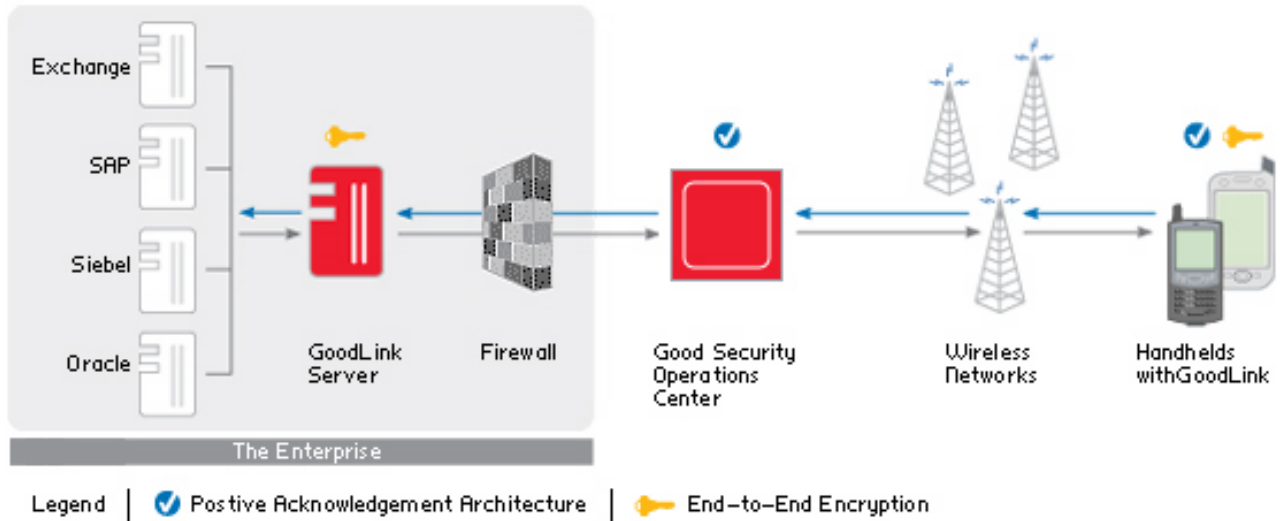 Exchange
SAP
Siebel
Oracle
GoodLink
Server
Firewall
Good Security
Operations
Center
Wireless
Networks
Handhelds
withGoodLink
The Enterprise
Legend
Postive Acknowledgement Architecture
End-to-End Encryption